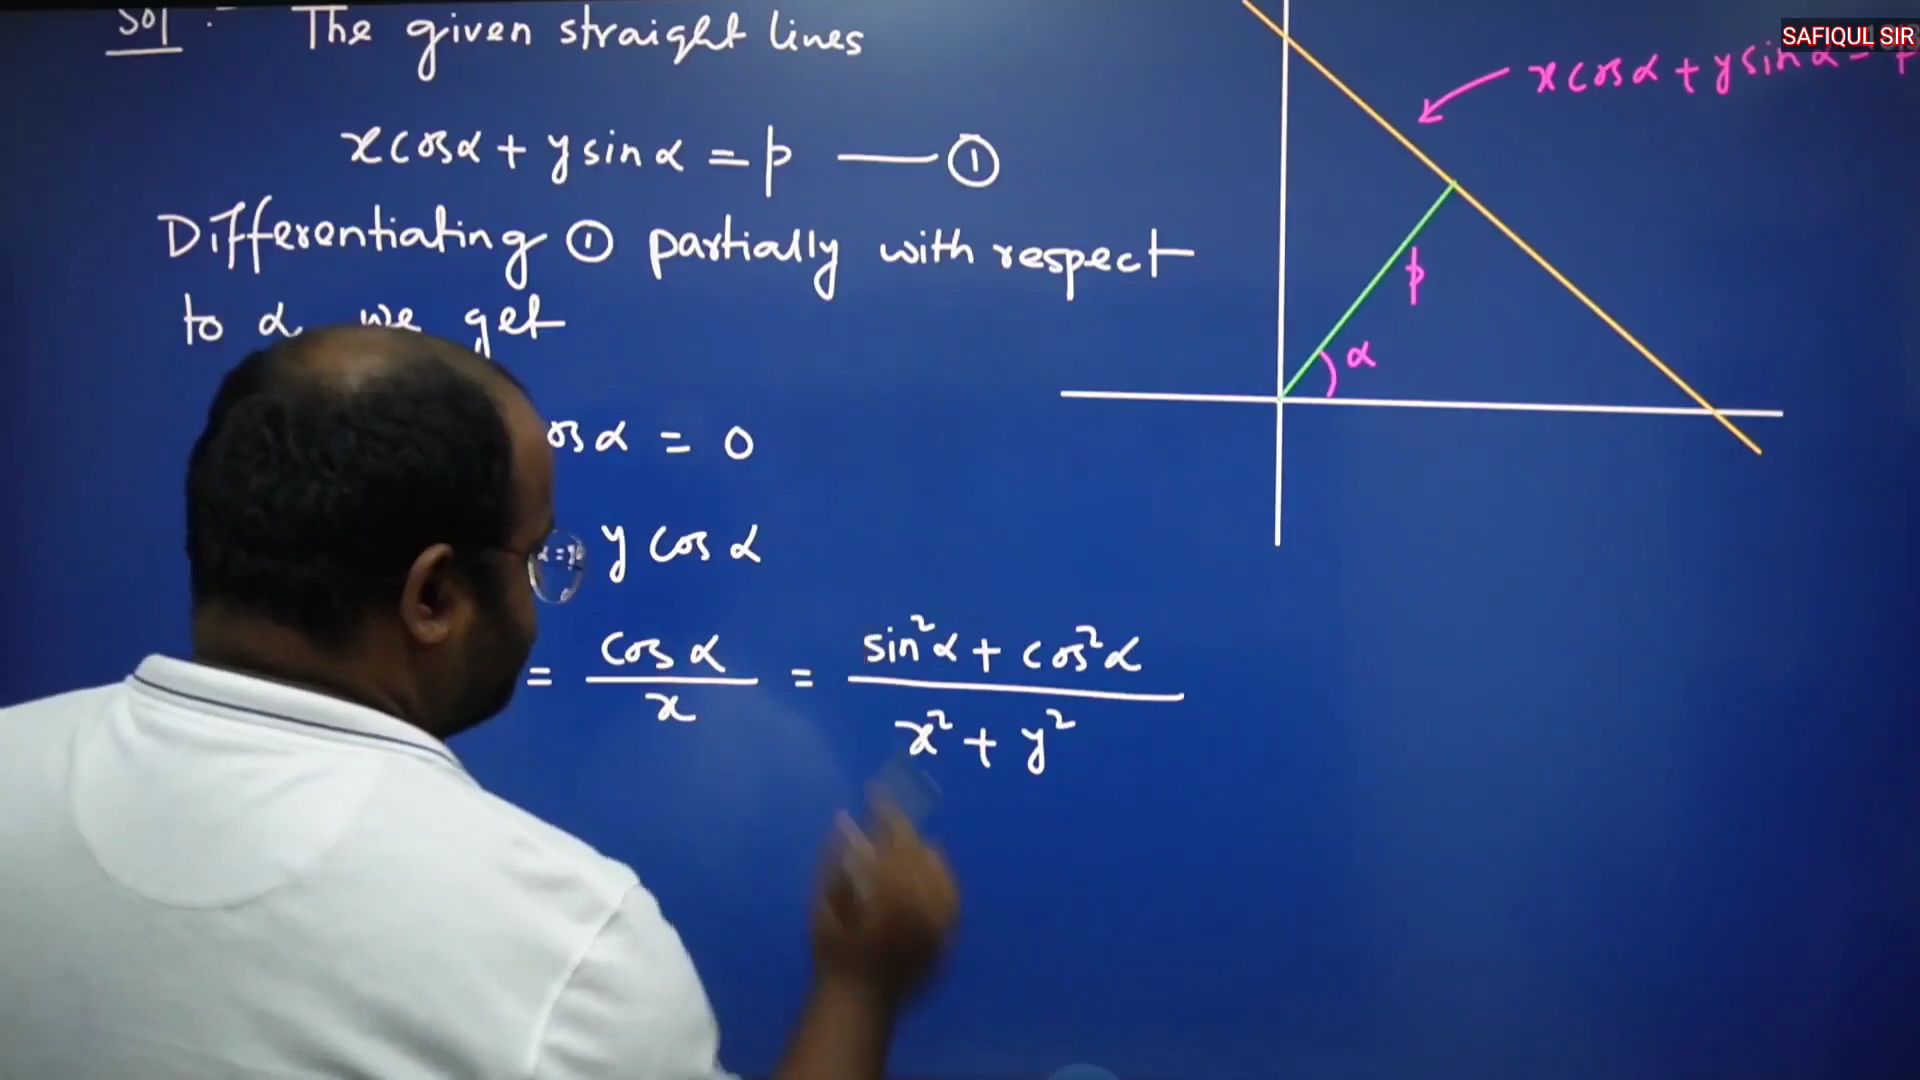 Sol :
The given straight lines
x cos α + y sin α = p —— ①
Differentiating ① partially with respect
to α, we get
cos α = 0
y cos α
= cos α / x = sin²α + cos²α / x² + y²
SAFIQUL SIR
x cos α + y sin α = p
p
α